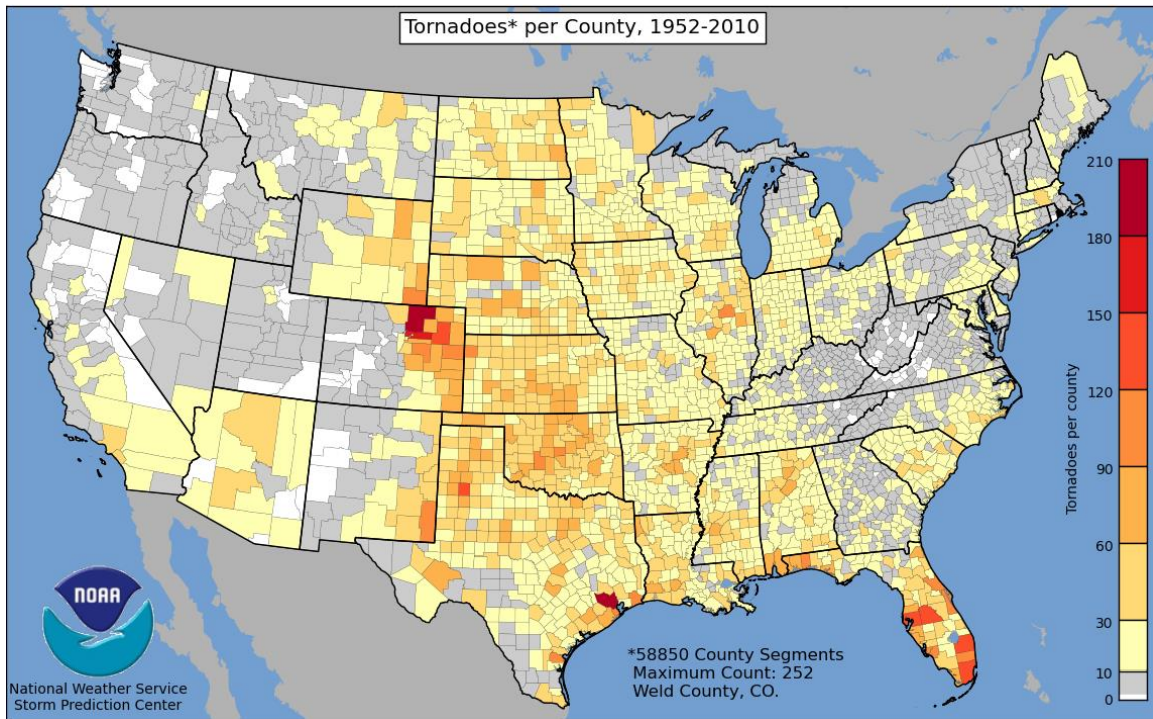 Tornadoes* per County, 1952-2010
210
180
150
120
90
60
30
10
0
Tornadoes per county
NOAA
National Weather Service
Storm Prediction Center
*58850 County Segments
Maximum Count: 252
Weld County, CO.